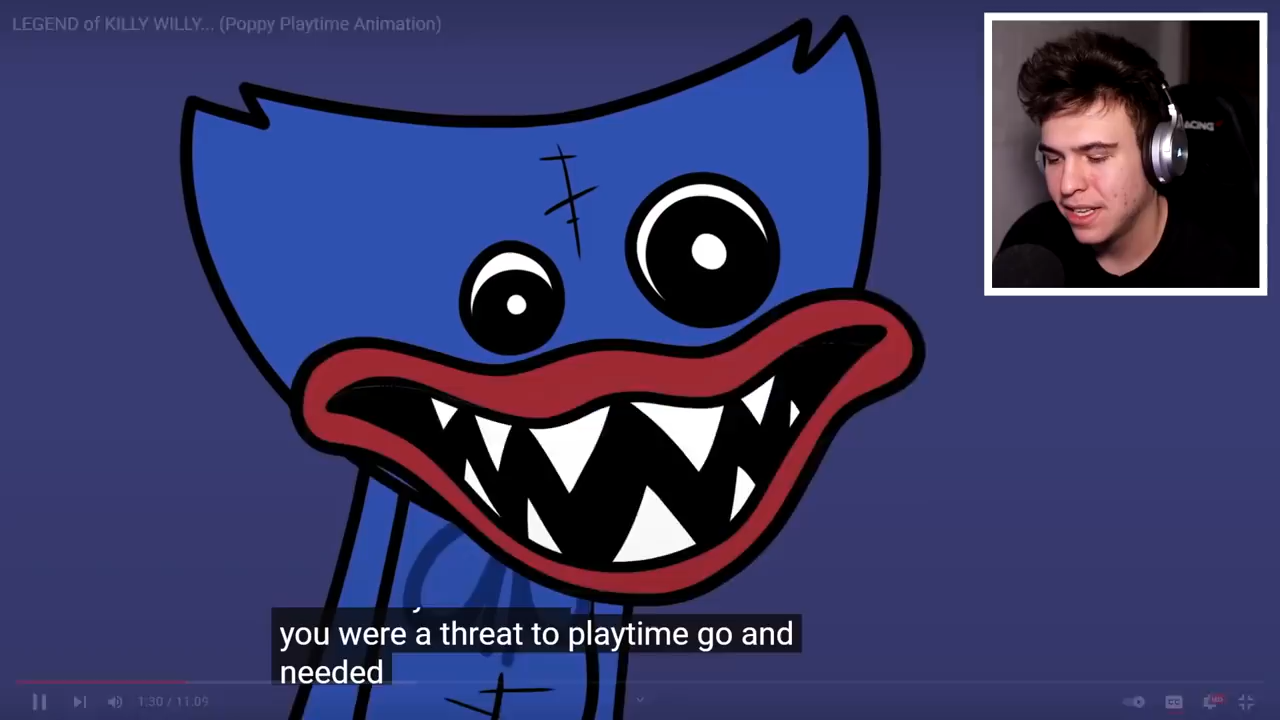 LEGEND of KILLY WILLY... (Poppy Playtime Animation)
you were a threat to playtime go and
needed
1:30 / 11:09